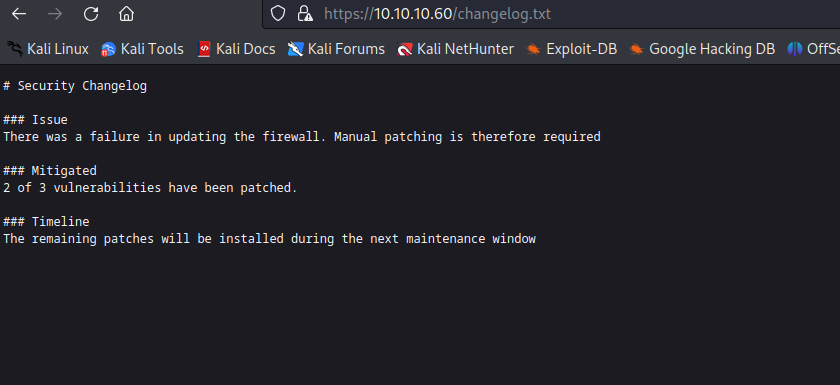 https://10.10.10.60/changelog.txt
Kali Linux Kali Tools Kali Docs Kali Forums Kali NetHunter Exploit-DB Google Hacking DB OffSe
# Security Changelog
### Issue
There was a failure in updating the firewall. Manual patching is therefore required
### Mitigated
2 of 3 vulnerabilities have been patched.
### Timeline
The remaining patches will be installed during the next maintenance window